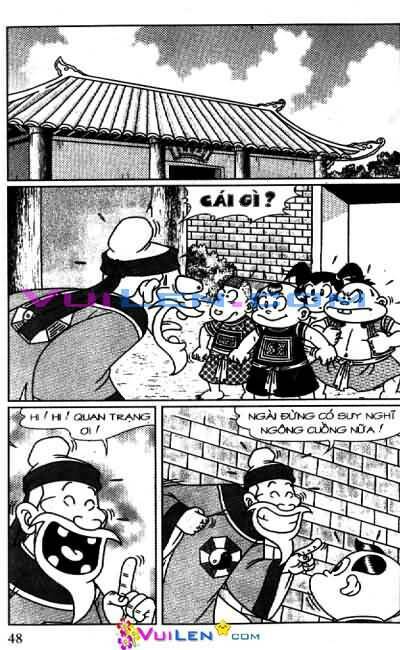 CÁI GÌ?
VUILEN.COM
HI! HI! QUAN TRẠNG
ƠI!
NGÀI ĐỪNG CÓ SUY NGHĨ
NGÔNG CUỒNG NỮA!
48
VUILEN.COM